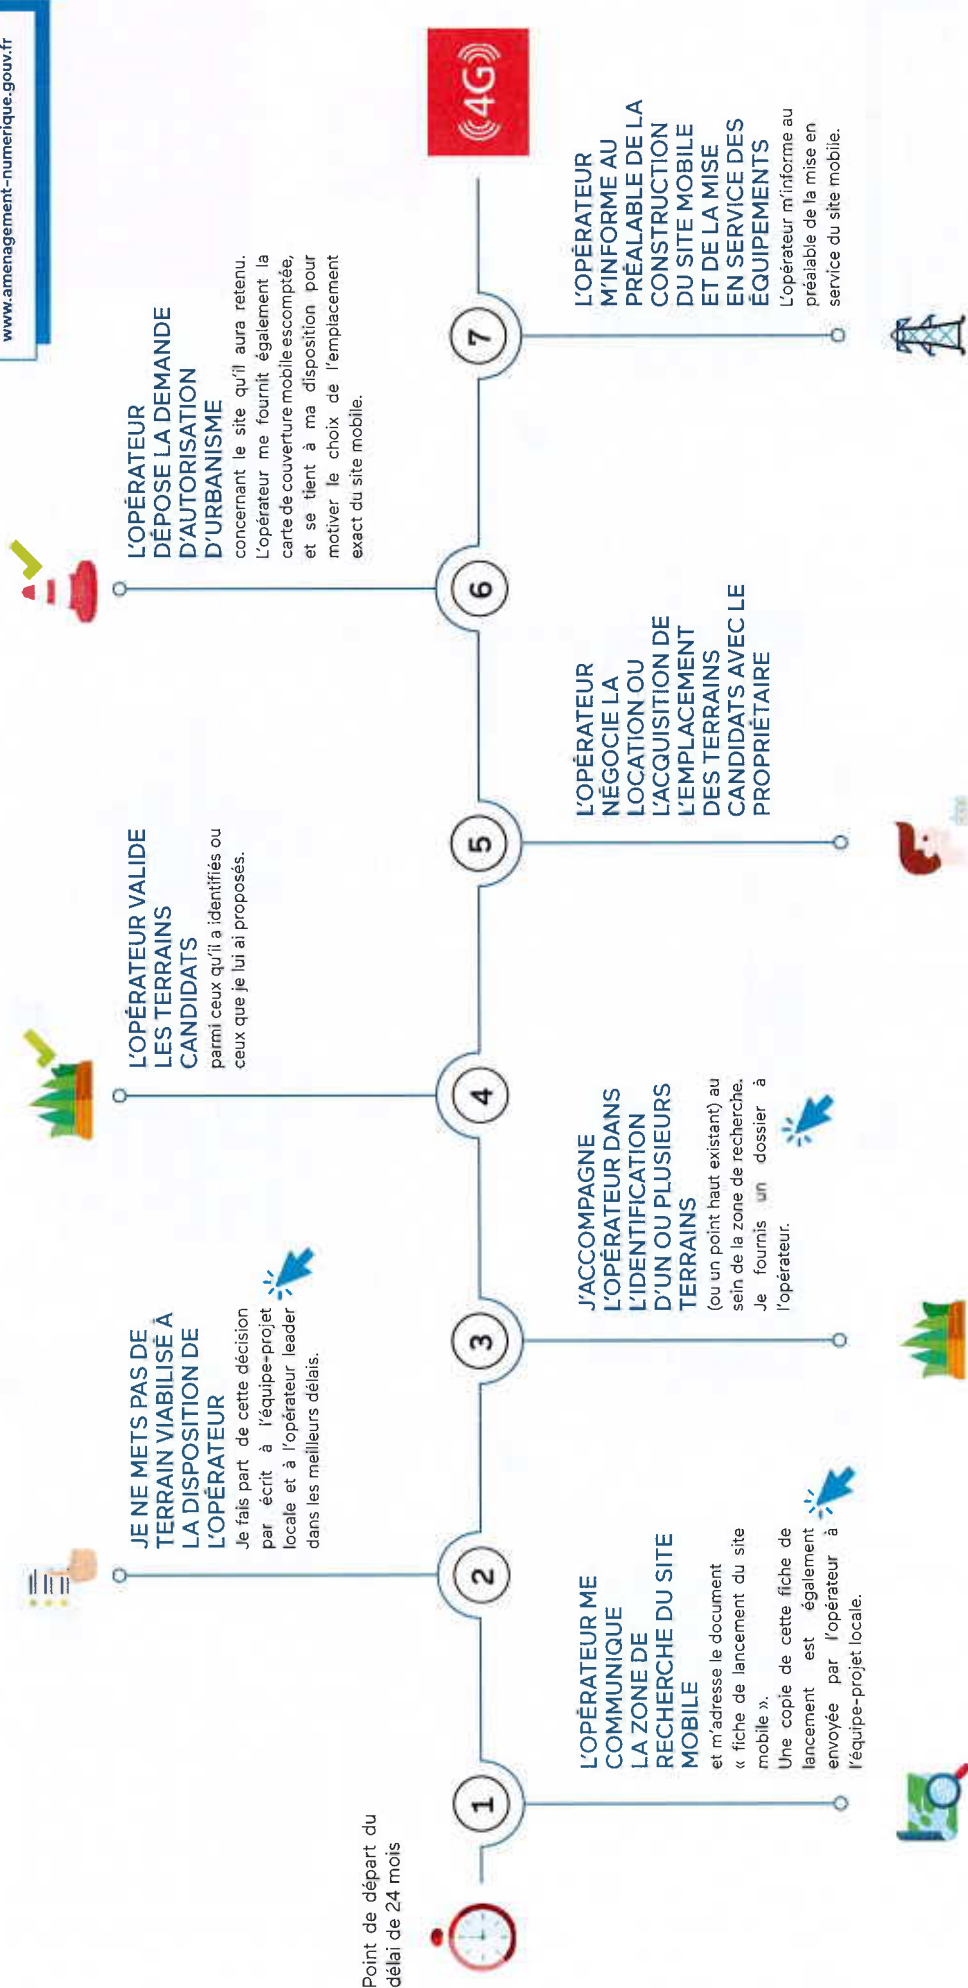 www.amenagement-numerique.gouv.fr
Point de départ du
délai de 24 mois
1
L'OPÉRATEUR ME
COMMUNIQUE
LA ZONE DE
RECHERCHE DU SITE
MOBILE
et m'adresse le document
« fiche de lancement du site
mobile ».
Une copie de cette fiche de
lancement est également
envoyée par l'opérateur à
l'équipe-projet locale.
2
JE NE METS PAS DE
TERRAIN VIABILISÉ À
LA DISPOSITION DE
L'OPÉRATEUR
Je fais part de cette décision
par écrit à l'équipe-projet
locale et à l'opérateur leader
dans les meilleurs délais.
3
J'ACCOMPAGNE
L'OPÉRATEUR DANS
L'IDENTIFICATION
D'UN OU PLUSIEURS
TERRAINS
(ou un point haut existant) au
sein de la zone de recherche.
Je fournis un dossier à
l'opérateur.
4
L'OPÉRATEUR VALIDE
LES TERRAINS
CANDIDATS
parmi ceux qu'il a identifiés ou
ceux que je lui ai proposés.
5
L'OPÉRATEUR
NÉGOCIE LA
LOCATION OU
L'ACQUISITION DE
L'EMPLACEMENT
DES TERRAINS
CANDIDATS AVEC LE
PROPRIÉTAIRE
6
L'OPÉRATEUR
DÉPOSE LA DEMANDE
D'AUTORISATION
D'URBANISME
concernant le site qu'il aura retenu.
L'opérateur me fournit également la
carte de couverture mobile escomptée,
et se tient à ma disposition pour
motiver le choix de l'emplacement
exact du site mobile.
7
L'OPÉRATEUR
M'INFORME AU
PRÉALABLE DE LA
CONSTRUCTION
DU SITE MOBILE
ET DE LA MISE
EN SERVICE DES
ÉQUIPEMENTS
L'opérateur m'informe au
préalable de la mise en
service du site mobile.
4G